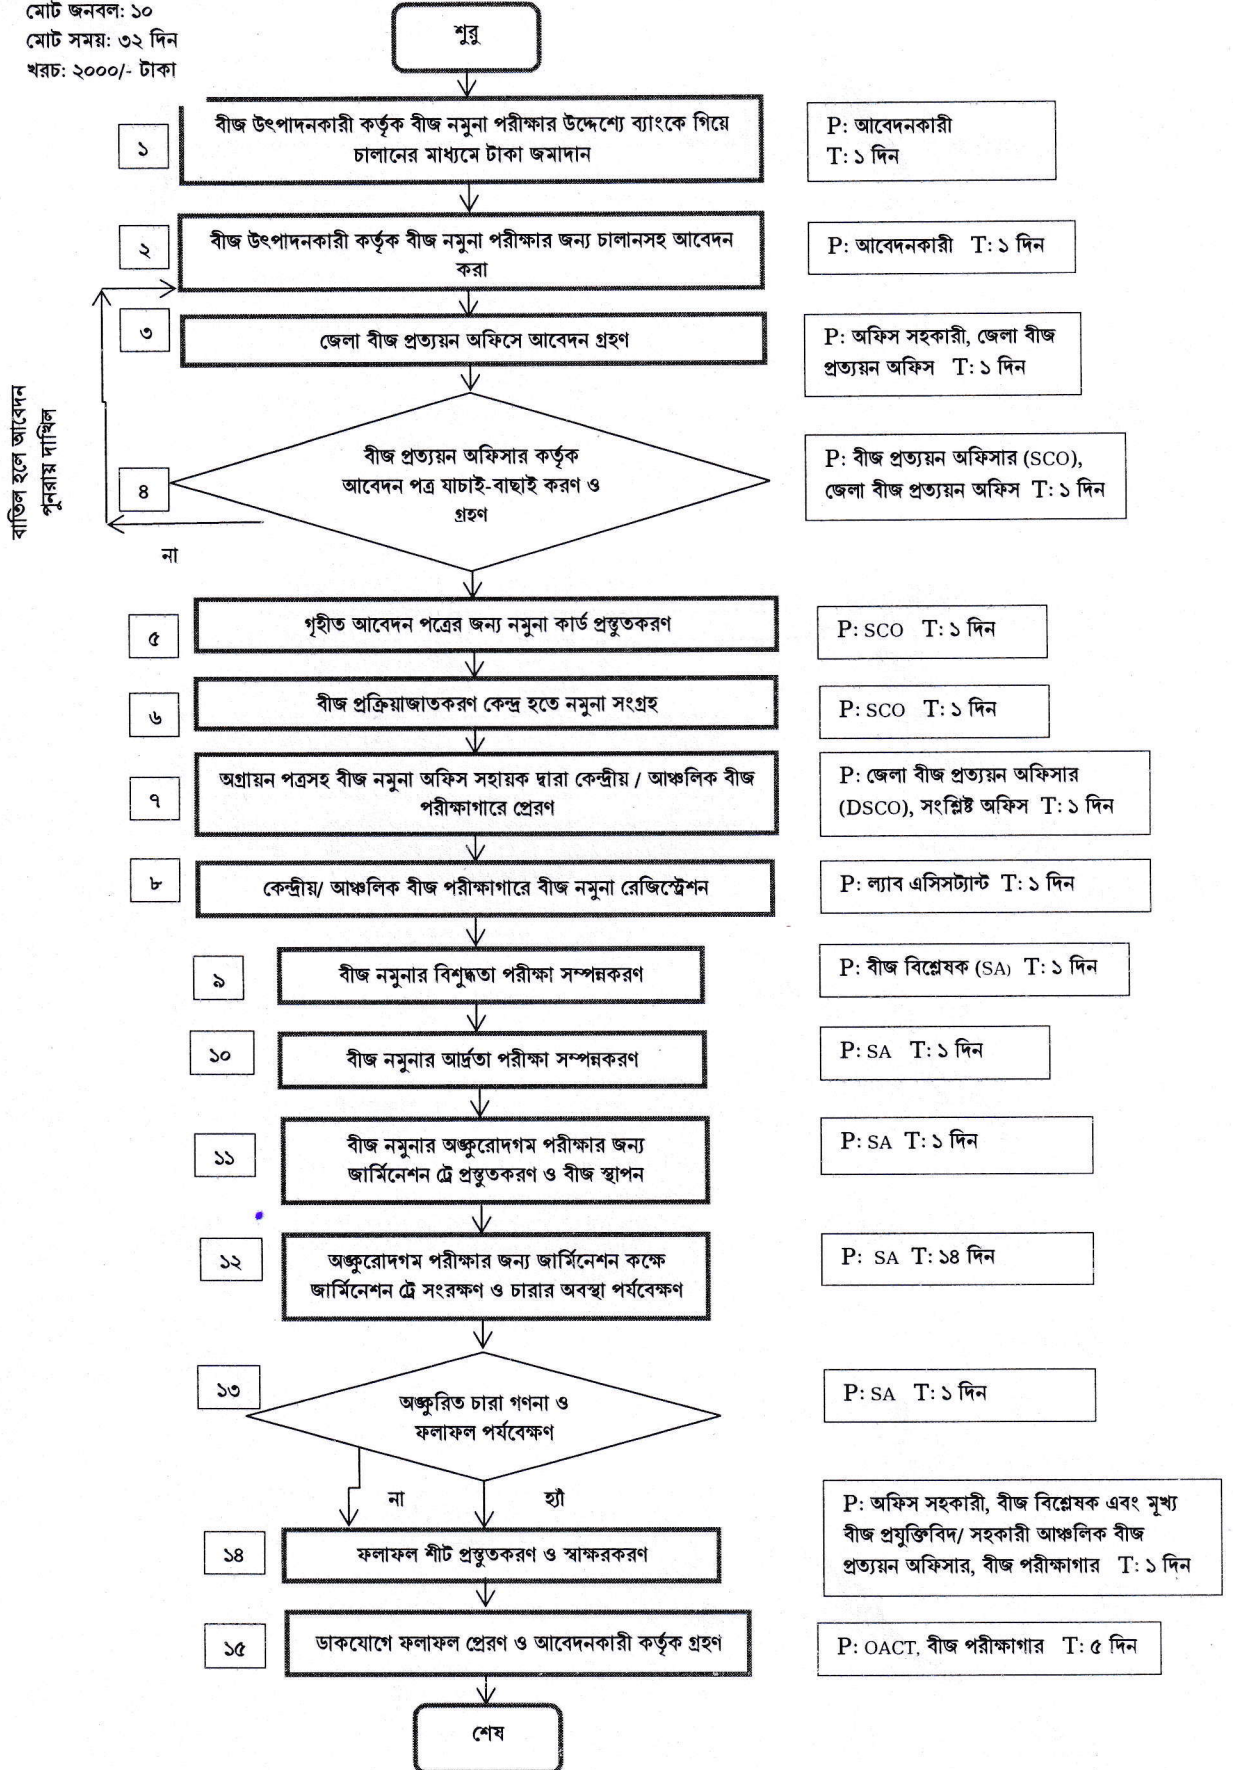 মোট জনবল: ১০
মোট সময়: ৩২ দিন
খরচ: ২০০০/- টাকা
শুরু
১
বীজ উৎপাদনকারী কর্তৃক বীজ নমুনা পরীক্ষার উদ্দেশ্যে ব্যাংকে গিয়ে
চালানের মাধ্যমে টাকা জমাদান
P: আবেদনকারী
T: ১ দিন
২
বীজ উৎপাদনকারী কর্তৃক বীজ নমুনা পরীক্ষার জন্য চালানসহ আবেদন
করা
P: আবেদনকারী T: ১ দিন
৩
জেলা বীজ প্রত্যয়ন অফিসে আবেদন গ্রহণ
P: অফিস সহকারী, জেলা বীজ
প্রত্যয়ন অফিস T: ১ দিন
বাতিল হলে আবেদন
পুনরায় দাখিল
৪
বীজ প্রত্যয়ন অফিসার কর্তৃক
আবেদন পত্র যাচাই-বাছাই করণ ও
গ্রহণ
P: বীজ প্রত্যয়ন অফিসার (SCO),
জেলা বীজ প্রত্যয়ন অফিস T: ১ দিন
না
৫
গৃহীত আবেদন পত্রের জন্য নমুনা কার্ড প্রস্তুতকরণ
P: SCO T: ১ দিন
৬
বীজ প্রক্রিয়াজাতকরণ কেন্দ্র হতে নমুনা সংগ্রহ
P: SCO T: ১ দিন
৭
অগ্রায়ন পত্রসহ বীজ নমুনা অফিস সহায়ক দ্বারা কেন্দ্রীয় / আঞ্চলিক বীজ
পরীক্ষাগারে প্রেরণ
P: জেলা বীজ প্রত্যয়ন অফিসার
(DSCO), সংশ্লিষ্ট অফিস T: ১ দিন
৮
কেন্দ্রীয়/ আঞ্চলিক বীজ পরীক্ষাগারে বীজ নমুনা রেজিস্ট্রেশন
P: ল্যাব এসিসট্যান্ট T: ১ দিন
৯
বীজ নমুনার বিশুদ্ধতা পরীক্ষা সম্পন্নকরণ
P: বীজ বিশ্লেষক (SA) T: ১ দিন
১০
বীজ নমুনার আর্দ্রতা পরীক্ষা সম্পন্নকরণ
P: SA T: ১ দিন
১১
বীজ নমুনার অঙ্কুরোদগম পরীক্ষার জন্য
জার্মিনেশন ট্রে প্রস্তুতকরণ ও বীজ স্থাপন
P: SA T: ১ দিন
১২
অঙ্কুরোদগম পরীক্ষার জন্য জার্মিনেশন কক্ষে
জার্মিনেশন ট্রে সংরক্ষণ ও চারার অবস্থা পর্যবেক্ষণ
P: SA T: ১৪ দিন
১৩
অঙ্কুরিত চারা গণনা ও
ফলাফল পর্যবেক্ষণ
P: SA T: ১ দিন
না
হ্যাঁ
১৪
ফলাফল শীট প্রস্তুতকরণ ও স্বাক্ষরকরণ
P: অফিস সহকারী, বীজ বিশ্লেষক এবং মূখ্য
বীজ প্রযুক্তিবিদ/ সহকারী আঞ্চলিক বীজ
প্রত্যয়ন অফিসার, বীজ পরীক্ষাগার T: ১ দিন
১৫
ডাকযোগে ফলাফল প্রেরণ ও আবেদনকারী কর্তৃক গ্রহণ
P: OACT, বীজ পরীক্ষাগার T: ৫ দিন
শেষ